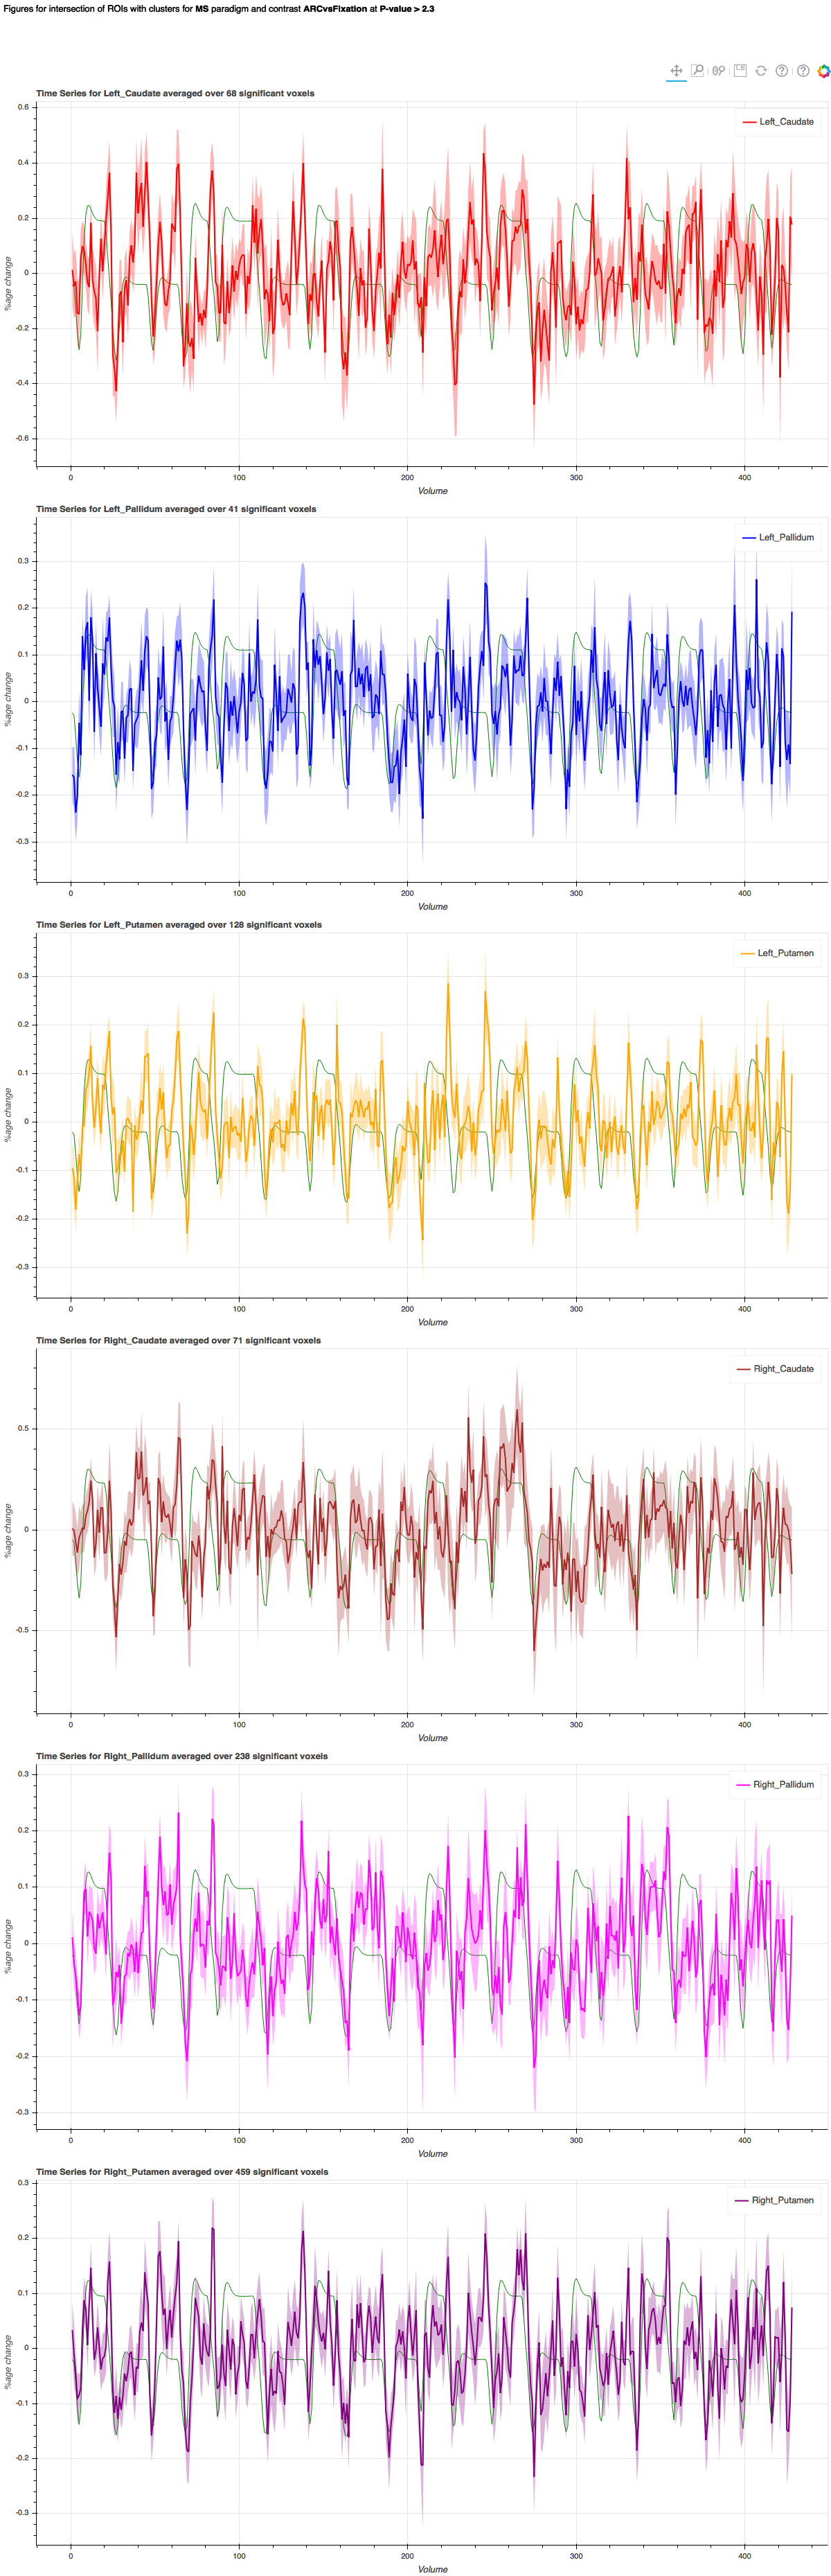 Figures for intersection of ROIs with clusters for MS paradigm and contrast ARCvsFixation at P-value > 2.3
Time Series for Left_Caudate averaged over 68 significant voxels
Left_Caudate
%age change
0.6
0.4
0.2
0
-0.2
-0.4
-0.6
0 100 200 300 400
Volume
Time Series for Left_Pallidum averaged over 41 significant voxels
Left_Pallidum
%age change
0.3
0.2
0.1
0
-0.1
-0.2
-0.3
0 100 200 300 400
Volume
Time Series for Left_Putamen averaged over 128 significant voxels
Left_Putamen
%age change
0.3
0.2
0.1
0
-0.1
-0.2
-0.3
0 100 200 300 400
Volume
Time Series for Right_Caudate averaged over 71 significant voxels
Right_Caudate
%age change
0.5
0
-0.5
0 100 200 300 400
Volume
Time Series for Right_Pallidum averaged over 238 significant voxels
Right_Pallidum
%age change
0.3
0.2
0.1
0
-0.1
-0.2
-0.3
0 100 200 300 400
Volume
Time Series for Right_Putamen averaged over 459 significant voxels
Right_Putamen
%age change
0.3
0.2
0.1
0
-0.1
-0.2
-0.3
0 100 200 300 400
Volume